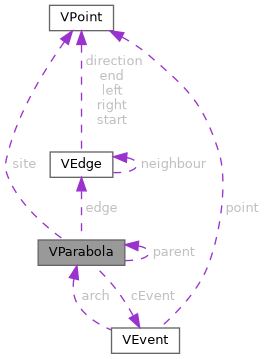 VPoint
direction
end
left
right
start
site
VEdge
neighbour
edge
point
VParabola
parent
arch
cEvent
VEvent